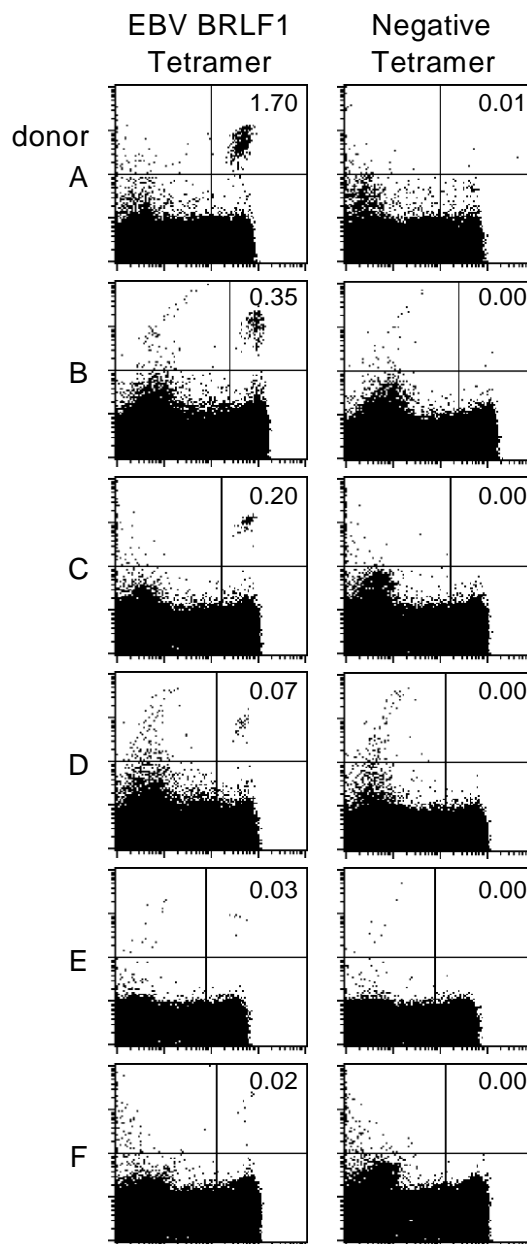 EBV BRLF1 Negative
Tetramer Tetramer
donor
A
1.70 0.01
B
0.35 0.00
C
0.20 0.00
D
0.07 0.00
E
0.03 0.00
F
0.02 0.00